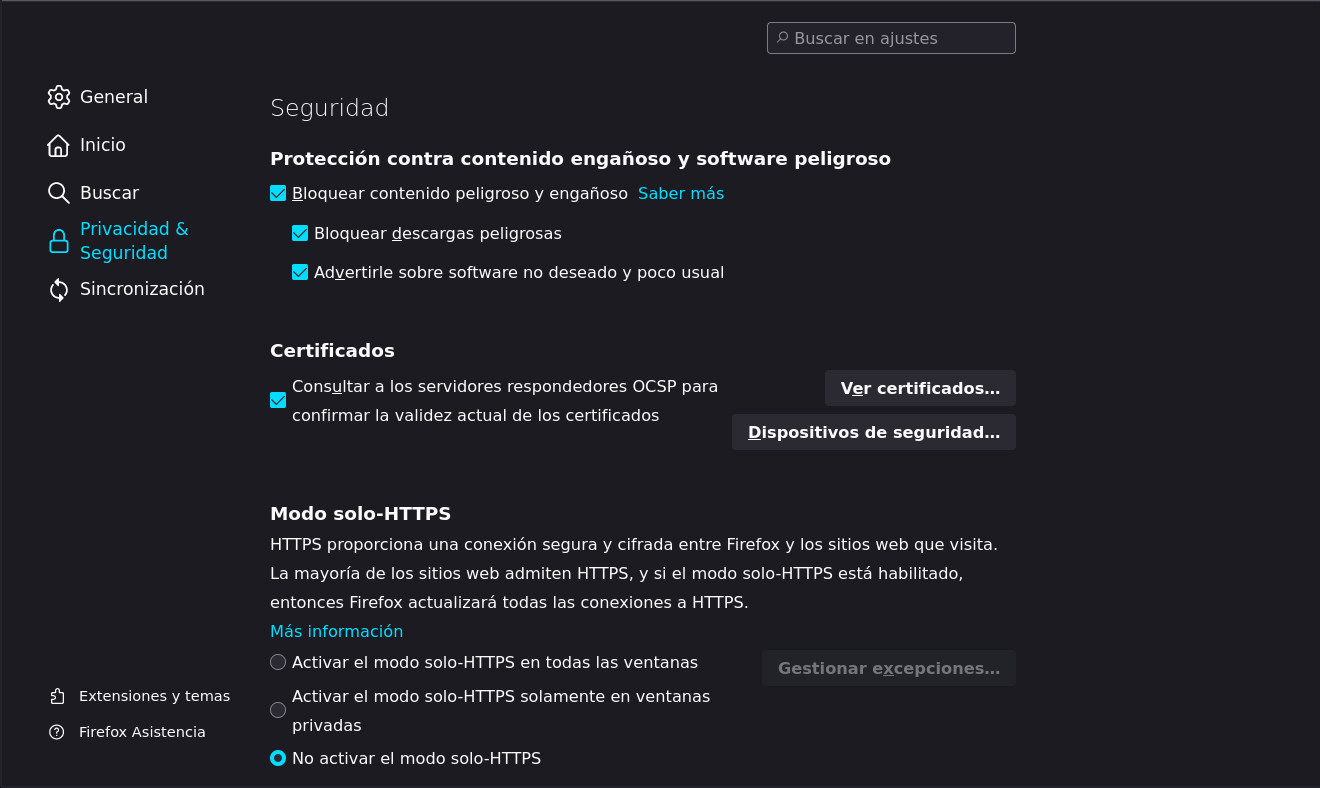 Buscar en ajustes
General
Inicio
Buscar
Privacidad &
Seguridad
Sincronización
Extensiones y temas
Firefox Asistencia
Seguridad
Protección contra contenido engañoso y software peligroso
Bloquear contenido peligroso y engañoso Saber más
Bloquear descargas peligrosas
Advertirle sobre software no deseado y poco usual
Certificados
Consultar a los servidores respondedores OCSP para
confirmar la validez actual de los certificados
Ver certificados...
Dispositivos de seguridad...
Modo solo-HTTPS
HTTPS proporciona una conexión segura y cifrada entre Firefox y los sitios web que visita.
La mayoría de los sitios web admiten HTTPS, y si el modo solo-HTTPS está habilitado,
entonces Firefox actualizará todas las conexiones a HTTPS.
Más información
Activar el modo solo-HTTPS en todas las ventanas
Gestionar excepciones...
Activar el modo solo-HTTPS solamente en ventanas
privadas
No activar el modo solo-HTTPS